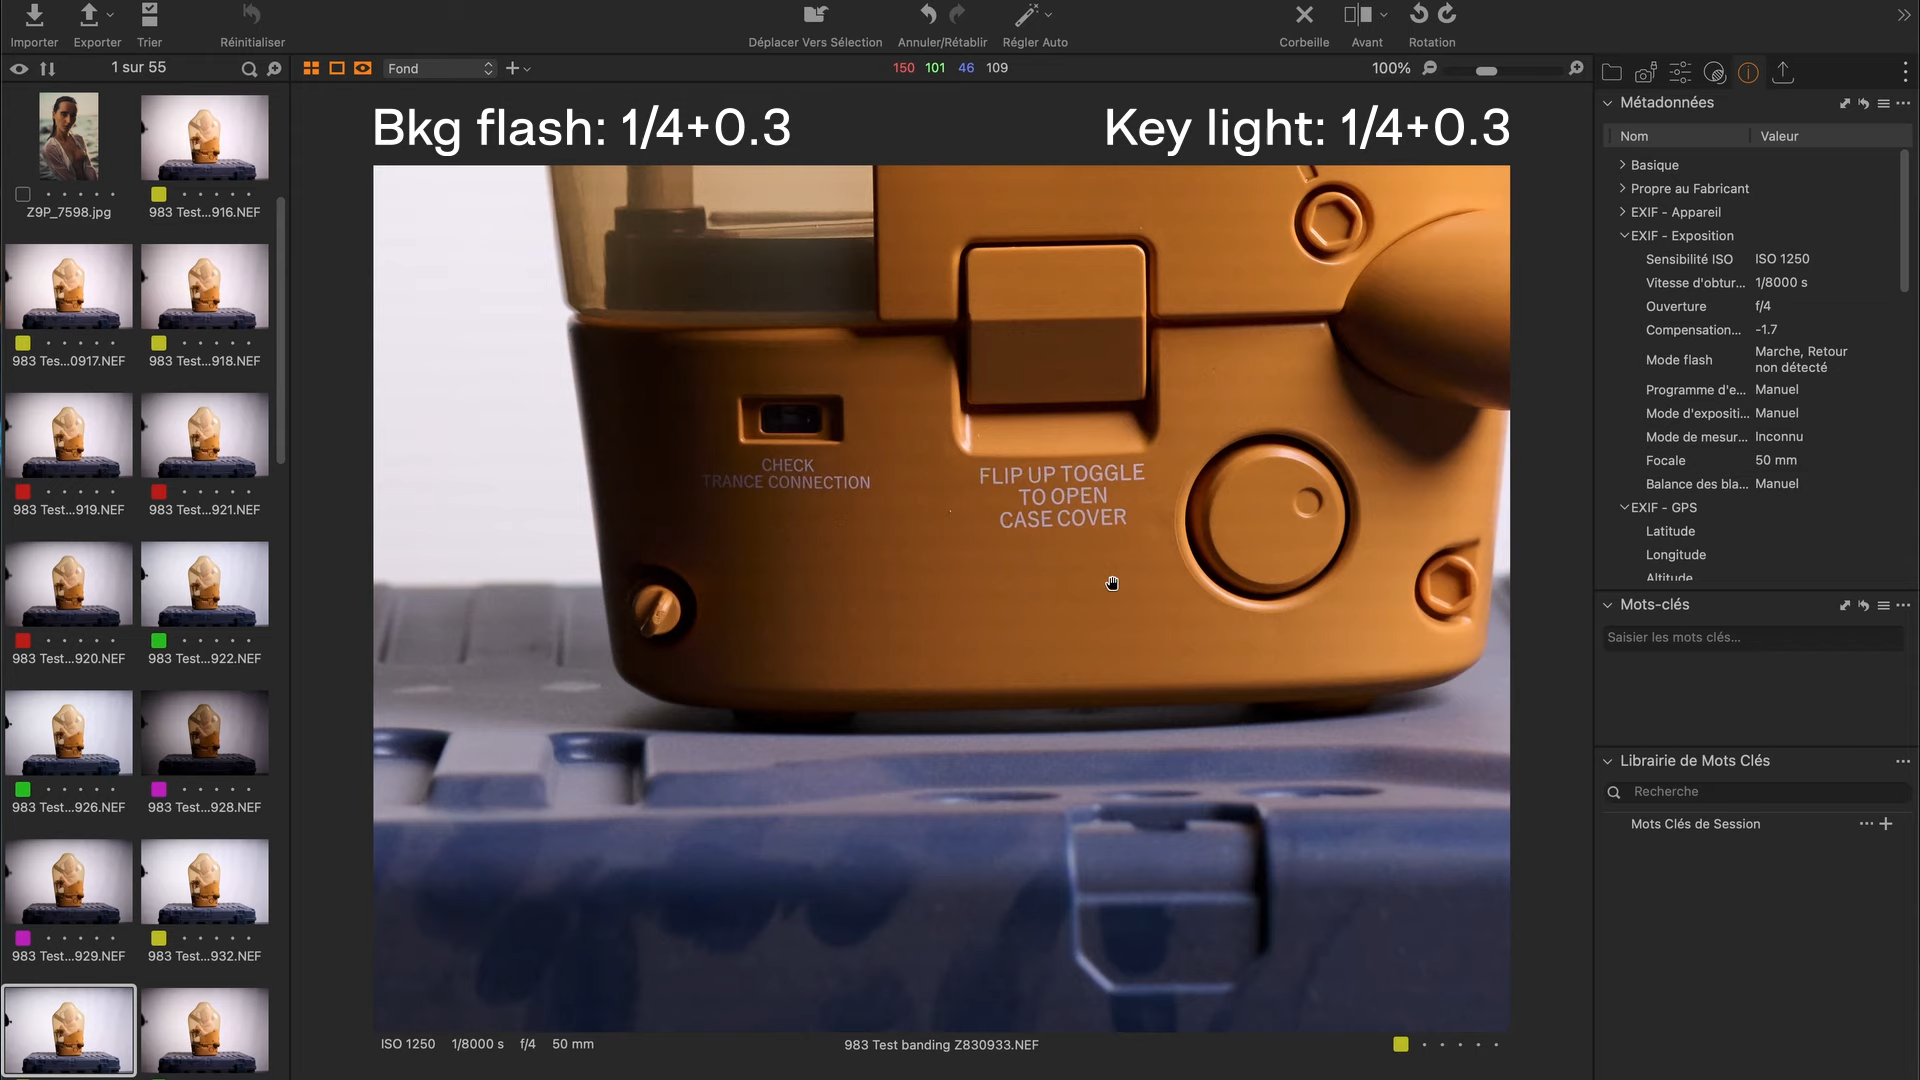 Importer
Exporter
Trier
Réinitialiser
Déplacer Vers Sélection
Annuler/Rétablir
Régler Auto
Corbeille
Avant
Rotation
1 sur 55
Fond
150 101 46 109
100%
Z9P_7598.jpg
983 Test...916.NEF
983 Tes...0917.NEF
983 Test...918.NEF
983 Test...919.NEF
983 Test...921.NEF
983 Test...920.NEF
983 Test...922.NEF
983 Test...926.NEF
983 Test...928.NEF
983 Test...929.NEF
983 Test...932.NEF
Bkg flash: 1/4+0.3
Key light: 1/4+0.3
CHECK
TRANCE CONNECTION
FLIP UP TOGGLE
TO OPEN
CASE COVER
ISO 1250 1/8000 s f/4 50 mm
983 Test banding Z830933.NEF
Métadonnées
Nom Valeur
Basique
Propre au Fabricant
EXIF - Appareil
EXIF - Exposition
Sensibilité ISO ISO 1250
Vitesse d'obtur... 1/8000 s
Ouverture f/4
Compensation... -1.7
Mode flash Marche, Retour
non détecté
Programme d'e... Manuel
Mode d'expositi... Manuel
Mode de mesur... Inconnu
Focale 50 mm
Balance des bla... Manuel
EXIF - GPS
Latitude
Longitude
Altitude
Mots-clés
Saisier les mots clés...
Librairie de Mots Clés
Recherche
Mots Clés de Session